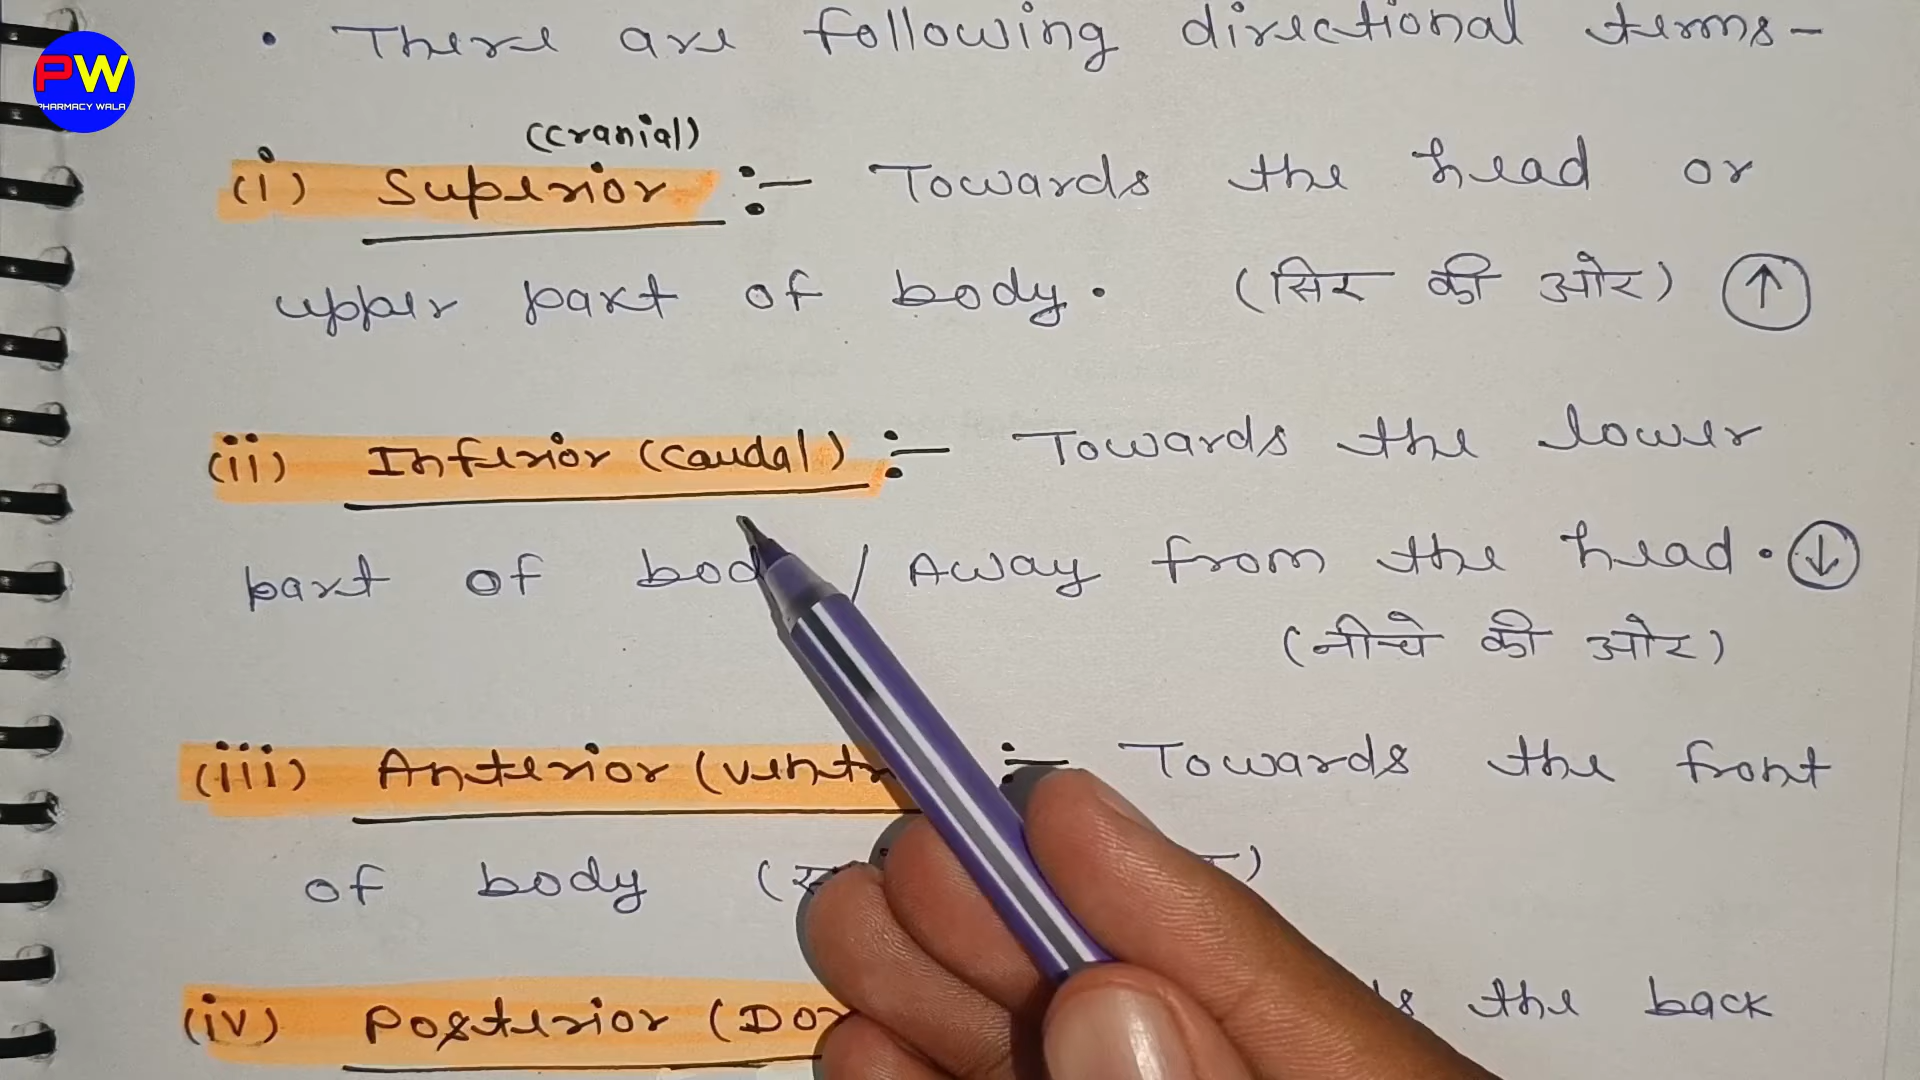 • There are following directional terms-
PW
PHARMACY WALA
(cranial)
(i) Superior :- Towards the head or
upper part of body. (सिर की ओर) ↑
(ii) Inferior (caudal) :- Towards the lower
part of / Away from the head. ↓
(नीचे की ओर)
(iii) Anterior :- Towards the front
of body
(iv) Posterior the back